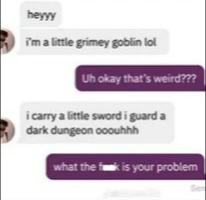 heyyy
i'm a little grimey goblin lol
Uh okay that's weird???
i carry a little sword i guard a
dark dungeon ooouhhh
what the is your problem